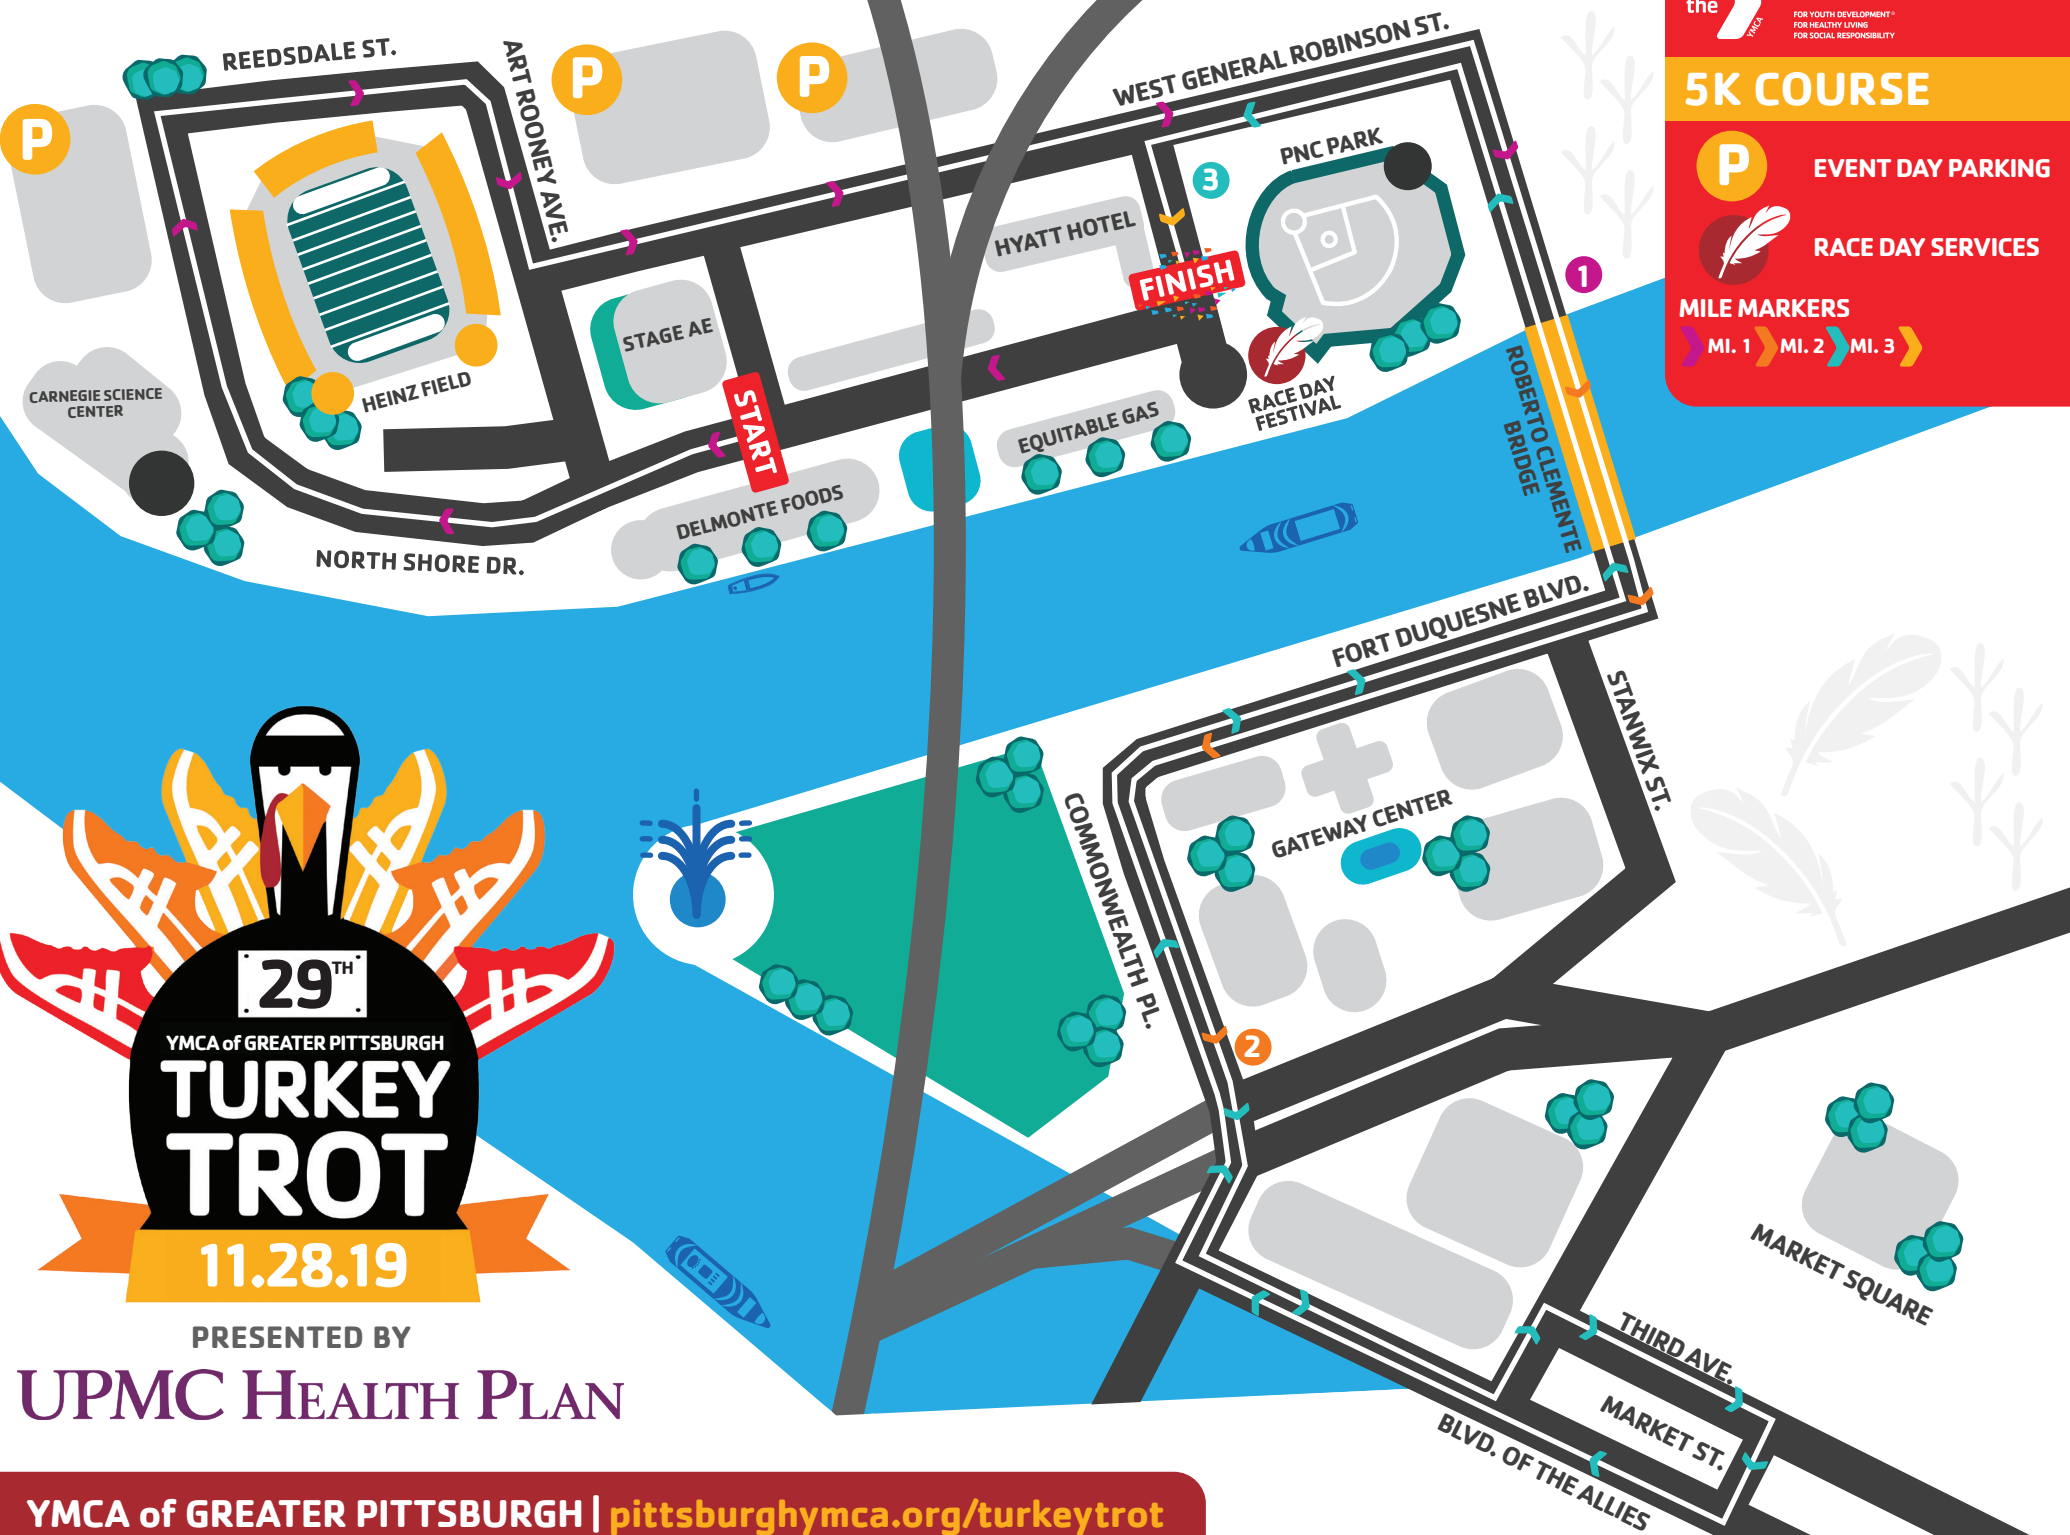 REEDSDALE ST.
ART ROONEY AVE.
P
P
P
WEST GENERAL ROBINSON ST.
the
YMCA
FOR YOUTH DEVELOPMENT®
FOR HEALTHY LIVING
FOR SOCIAL RESPONSIBILITY
5K COURSE
P
EVENT DAY PARKING
RACE DAY SERVICES
MILE MARKERS
MI. 1
MI. 2
MI. 3
PNC PARK
3
HYATT HOTEL
FINISH
1
STAGE AE
HEINZ FIELD
CARNEGIE SCIENCE
CENTER
START
RACE DAY
FESTIVAL
EQUITABLE GAS
ROBERTO CLEMENTE
BRIDGE
DELMONTE FOODS
NORTH SHORE DR.
FORT DUQUESNE BLVD.
STANWIX ST.
COMMONWEALTH PL.
GATEWAY CENTER
2
29TH
YMCA of GREATER PITTSBURGH
TURKEY
TROT
11.28.19
PRESENTED BY
UPMC HEALTH PLAN
MARKET SQUARE
THIRD AVE.
MARKET ST.
BLVD. OF THE ALLIES
YMCA of GREATER PITTSBURGH | pittsburghymca.org/turkeytrot